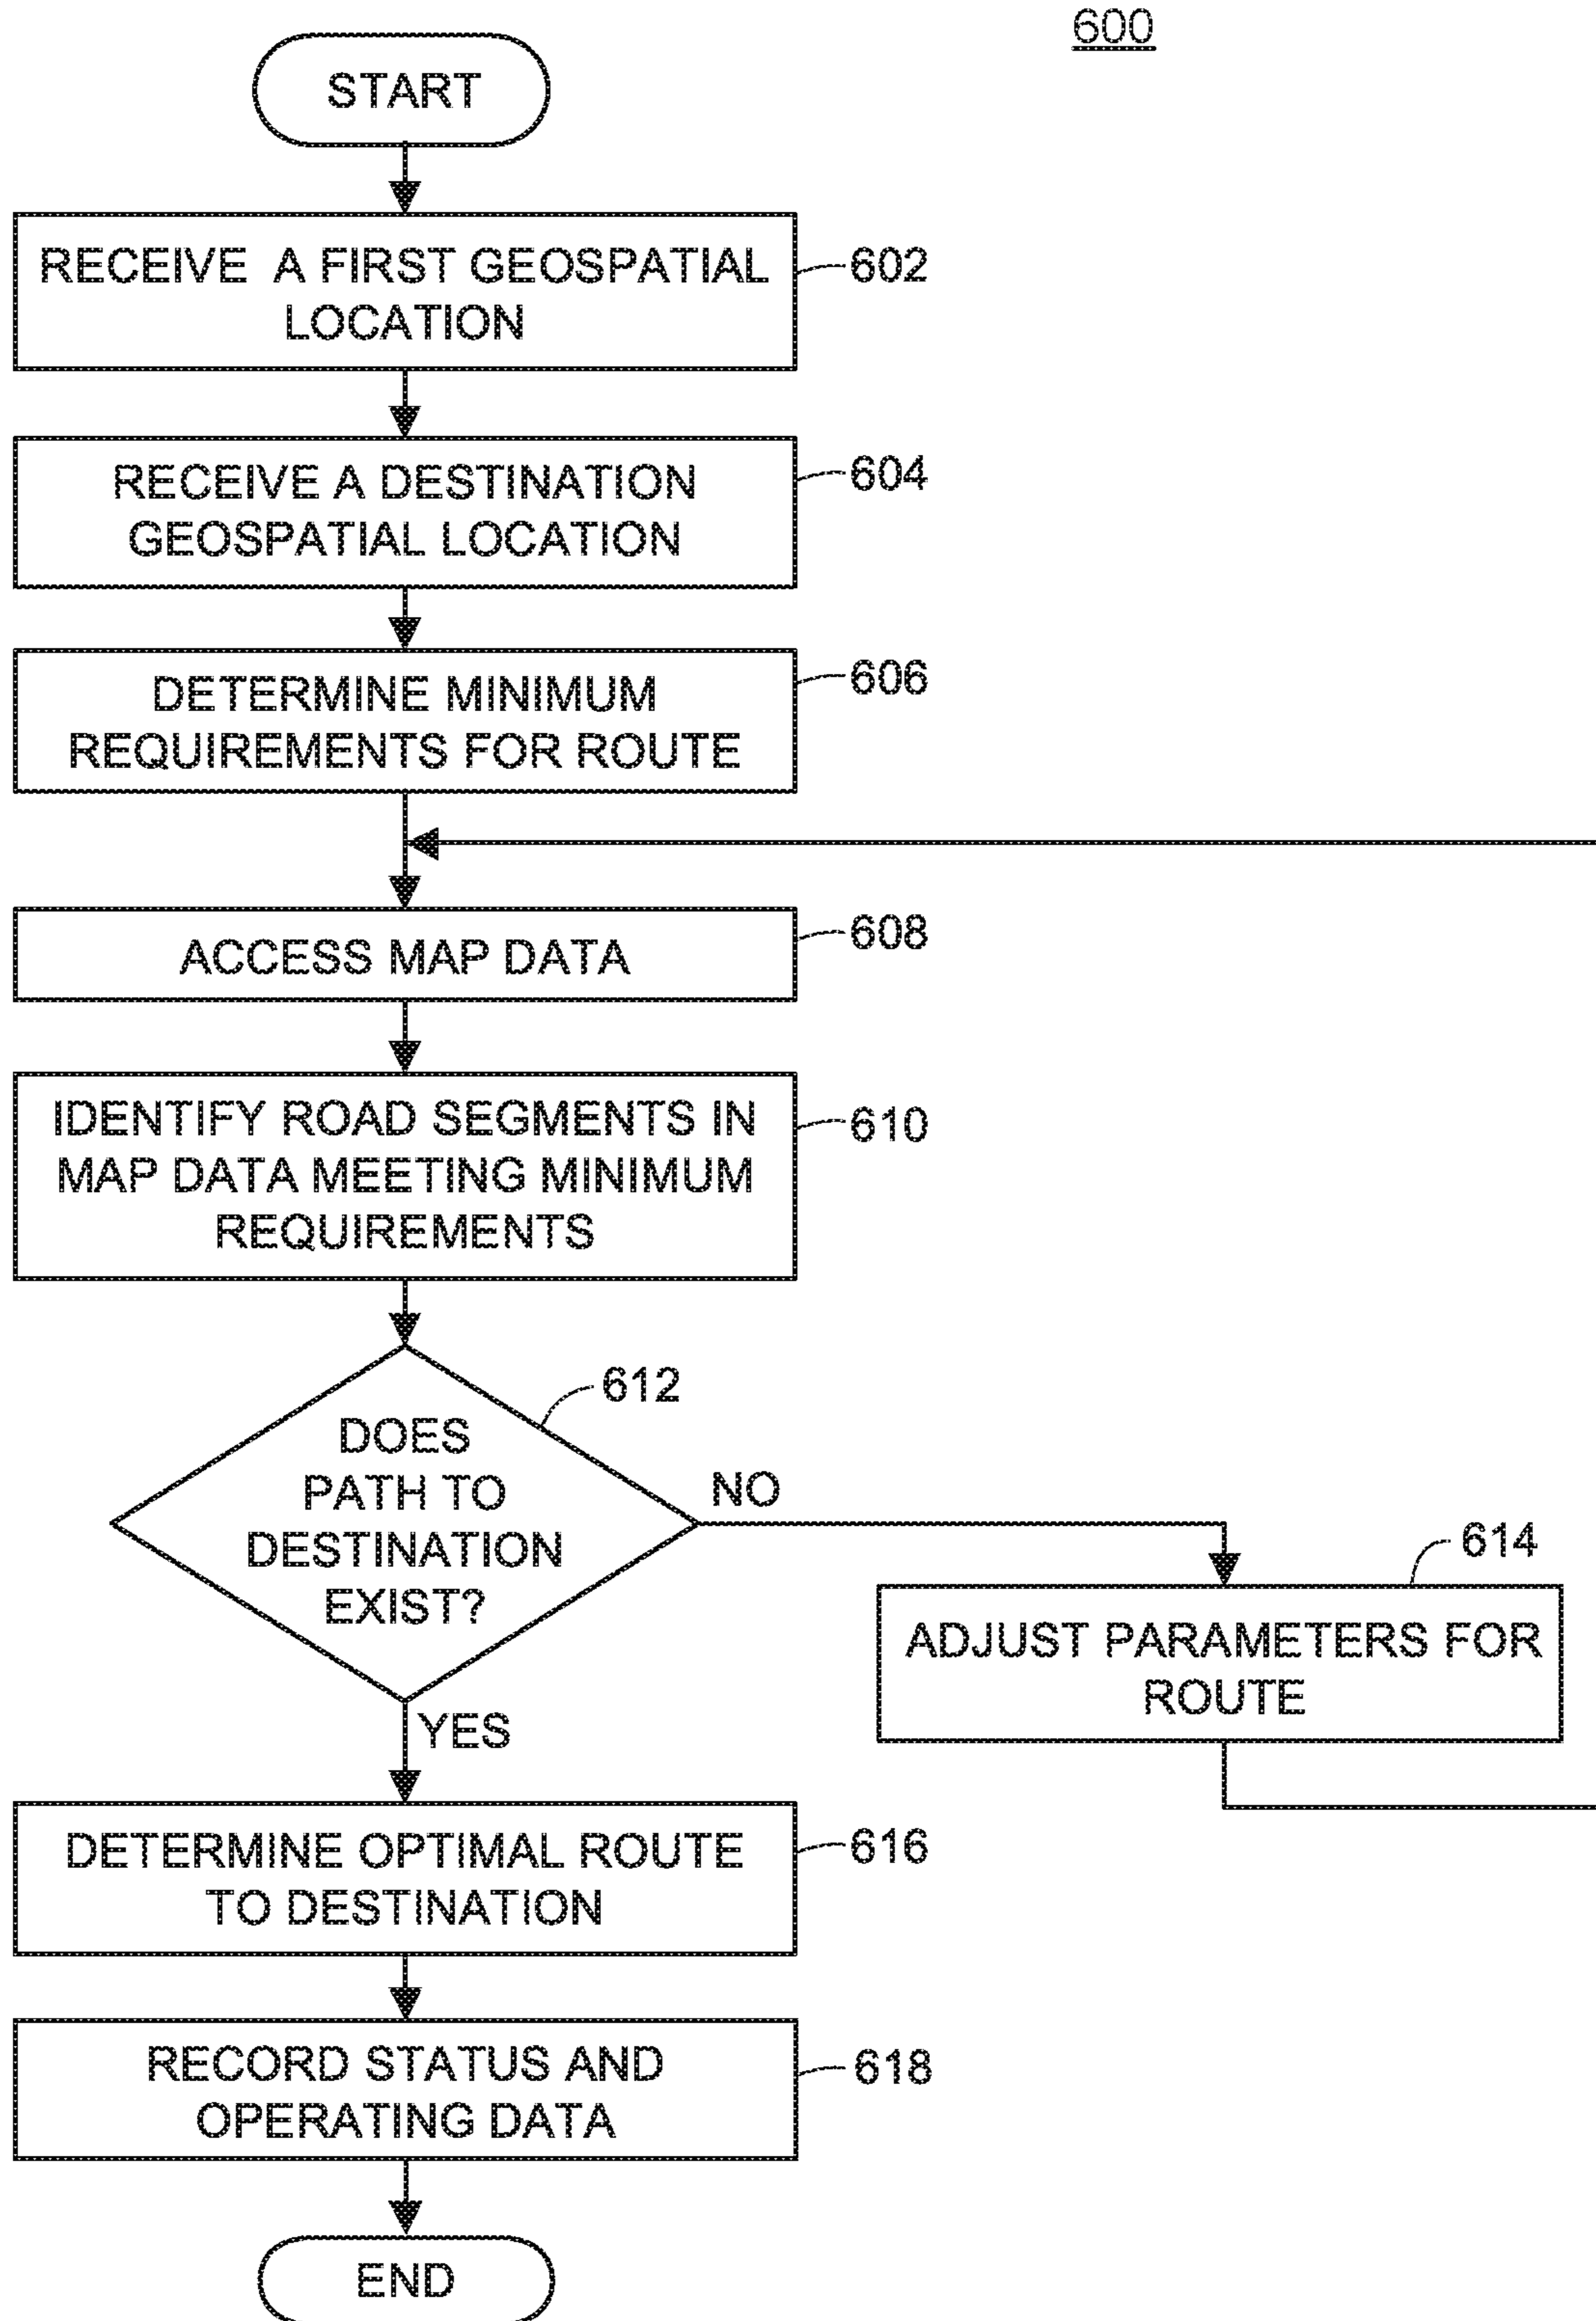 600
START
RECEIVE A FIRST GEOSPATIAL
LOCATION
602
RECEIVE A DESTINATION
GEOSPATIAL LOCATION
604
DETERMINE MINIMUM
REQUIREMENTS FOR ROUTE
606
ACCESS MAP DATA
608
IDENTIFY ROAD SEGMENTS IN
MAP DATA MEETING MINIMUM
REQUIREMENTS
610
DOES
PATH TO
DESTINATION
EXIST?
612
NO
614
ADJUST PARAMETERS FOR
ROUTE
YES
DETERMINE OPTIMAL ROUTE
TO DESTINATION
616
RECORD STATUS AND
OPERATING DATA
618
END